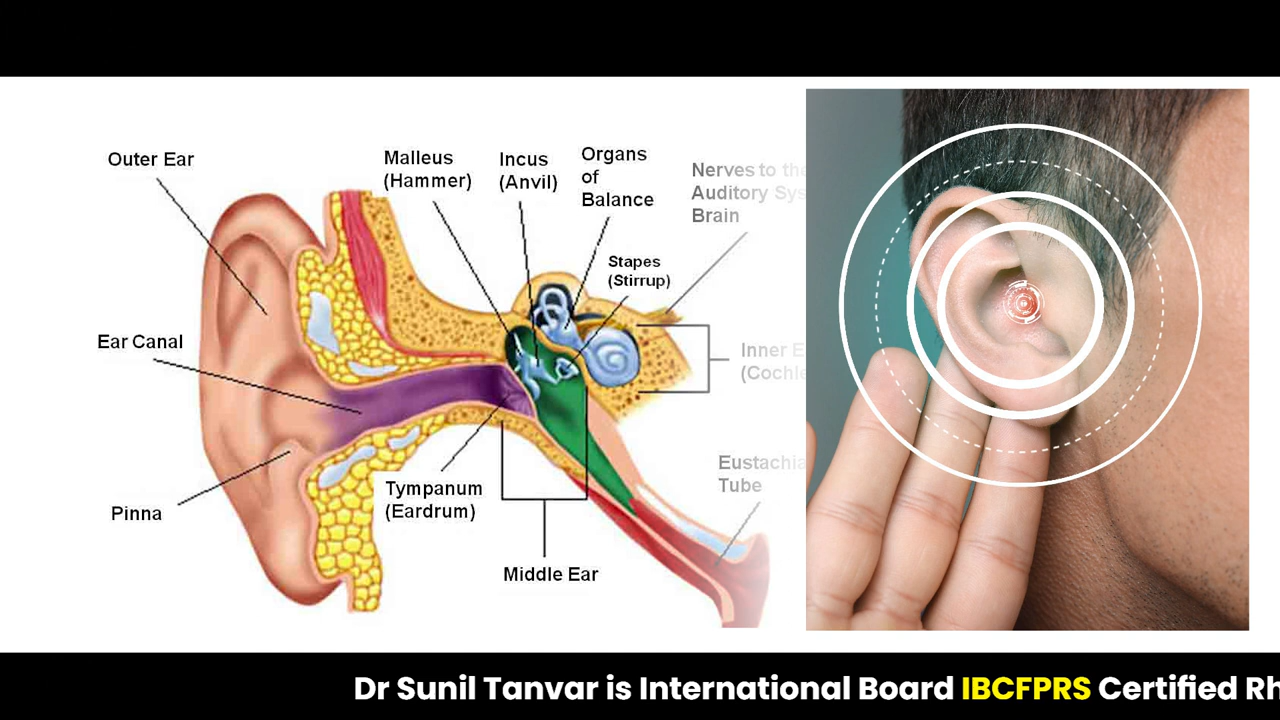 Outer Ear
Malleus
(Hammer)
Incus
(Anvil)
Organs
of
Balance
Nerves to the
Auditory
Brain
Stapes
(Stirrup)
Ear Canal
Inner
Pinna
Tympanum
(Eardrum)
Tube
Middle Ear
Dr Sunil Tanvar is International Board IBCFPRS Certified